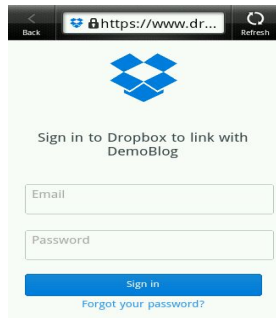 https://www.dr...
Back
Refresh
Sign in to Dropbox to link with
DemoBlog
Email
Password
Sign in
Forgot your password?